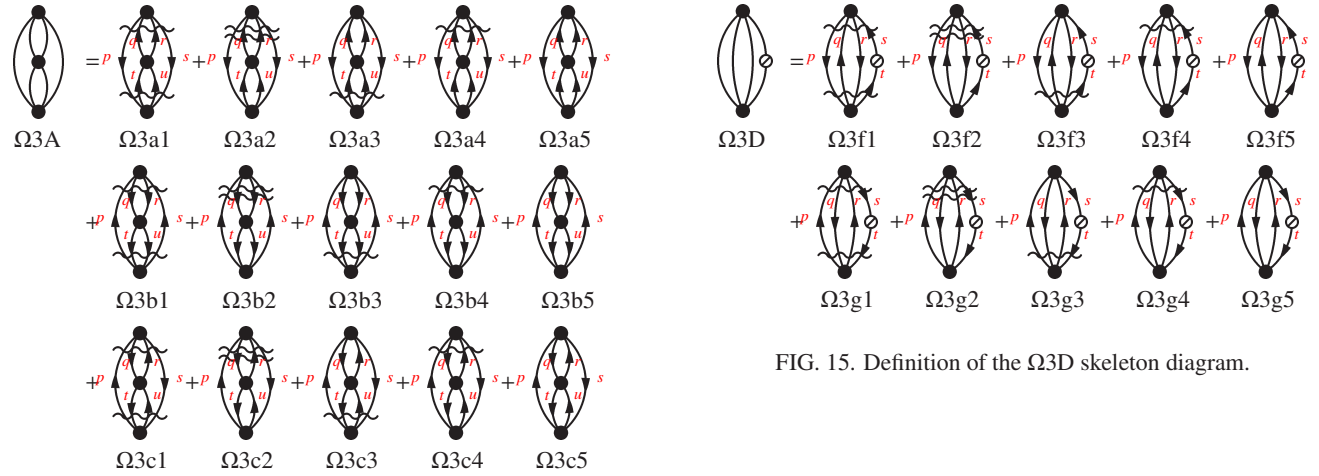 = p q r s t u + p q r s t u + p q r s t u + p q r s t u + p q r s t u
Ω3A Ω3a1 Ω3a2 Ω3a3 Ω3a4 Ω3a5
+ p q r s t u + p q r s t u + p q r s t u + p q r s t u + p q r s t u
Ω3b1 Ω3b2 Ω3b3 Ω3b4 Ω3b5
+ p q r s t u + p q r s t u + p q r s t u + p q r s t u + p q r s t u
Ω3c1 Ω3c2 Ω3c3 Ω3c4 Ω3c5
= p q r s t + p q r s t + p q r s t + p q r s t + p q r s t
Ω3D Ω3f1 Ω3f2 Ω3f3 Ω3f4 Ω3f5
+ p q r s t + p q r s t + p q r s t + p q r s t + p q r s t
Ω3g1 Ω3g2 Ω3g3 Ω3g4 Ω3g5
FIG. 15. Definition of the Ω3D skeleton diagram.